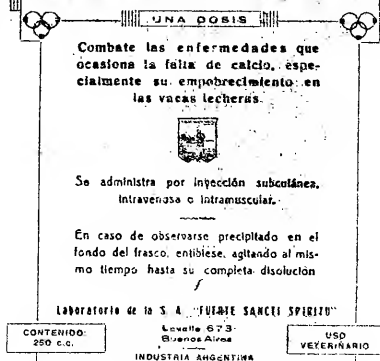 UNA DOSIS
Combate las enfermedades que
ocasiona la falta de calcio, espe-
cialmente su empobrecimiento en
las vacas lecheras.
Se administra por inyección subcutánea,
intravenosa o intramuscular.
En caso de observarse precipitado en el
fondo del frasco, entibiese, agitando al mis-
mo tiempo hasta su completa disolución
Laboratorio de la S. A. "FUERTE SANCTI SPIRITU"
Lavalle 673
Buenos Aires
INDUSTRIA ARGENTINA
CONTENIDO:
250 c.c.
USO
VETERINARIO